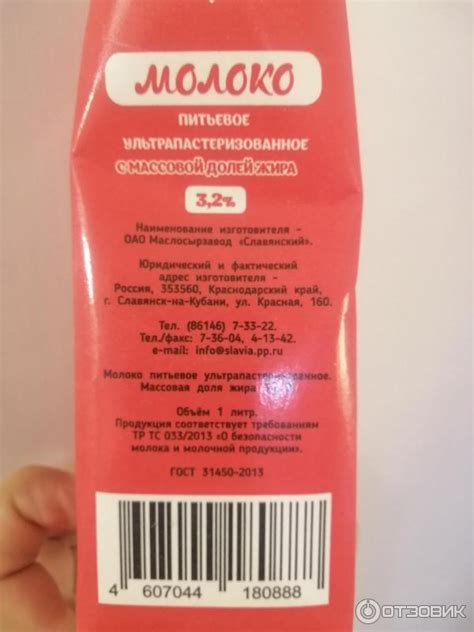 МОЛОКО
ПИТЬЕВОЕ
УЛЬТРАПАСТЕРИЗОВАННОЕ
С МАССОВОЙ ДОЛЕЙ ЖИРА
3,2%
Наименование изготовителя –
ОАО Маслосырзавод «Славянский».
Юридический и фактический
адрес изготовителя –
Россия, 353560, Краснодарский край,
г. Славянск-на-Кубани, ул. Красная, 160.
Тел. (86146) 7-33-22.
Тел./факс: 7-36-04, 4-13-42.
e-mail: info@slavia.pp.ru
Молоко питьевое ультрапастеризованное.
Массовая доля жира
Объём 1 литр.
Продукция соответствует требованиям
ТР ТС 033/2013 «О безопасности
молока и молочной продукции».
ГОСТ 31450-2013
4 607044 180888
ОТЗОВИК